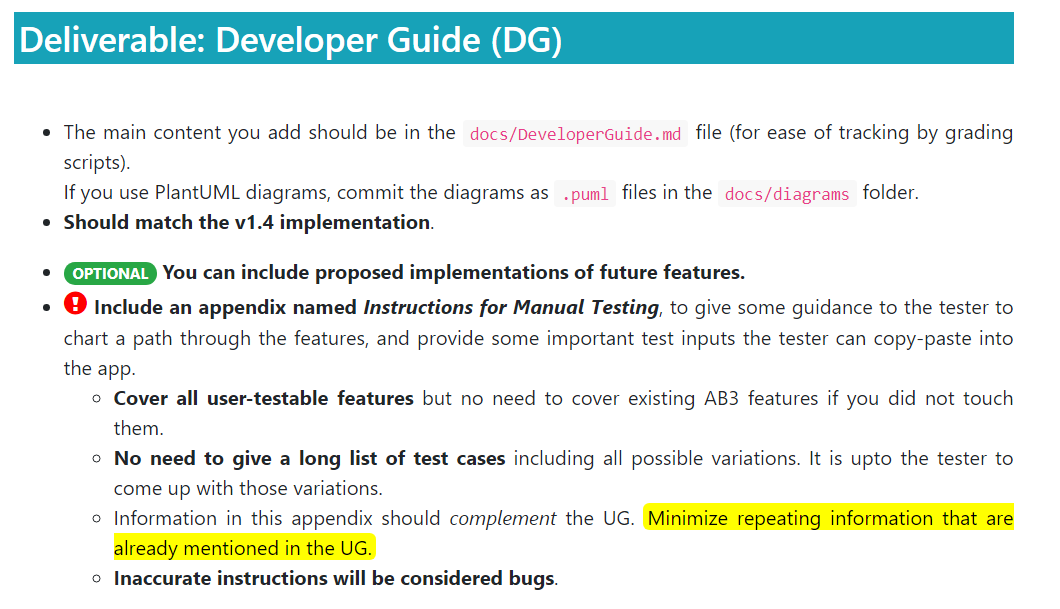 Deliverable: Developer Guide (DG)
The main content you add should be in the docs/DeveloperGuide.md file (for ease of tracking by grading
scripts).
If you use PlantUML diagrams, commit the diagrams as .puml files in the docs/diagrams folder.
Should match the v1.4 implementation.
OPTIONAL You can include proposed implementations of future features.
! Include an appendix named Instructions for Manual Testing, to give some guidance to the tester to
chart a path through the features, and provide some important test inputs the tester can copy-paste into
the app.
Cover all user-testable features but no need to cover existing AB3 features if you did not touch
them.
No need to give a long list of test cases including all possible variations. It is upto the tester to
come up with those variations.
Information in this appendix should complement the UG. Minimize repeating information that are
already mentioned in the UG.
Inaccurate instructions will be considered bugs.